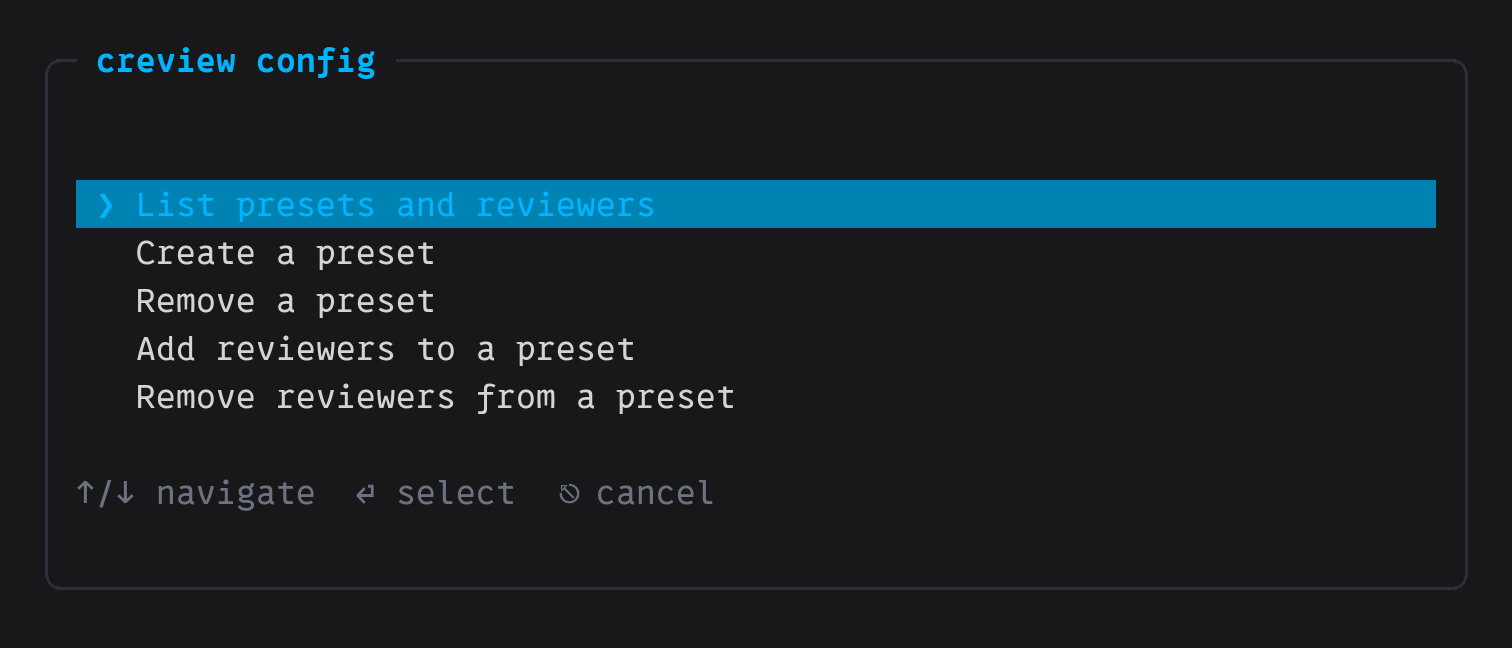 creview config
❯ List presets and reviewers
Create a preset
Remove a preset
Add reviewers to a preset
Remove reviewers from a preset
↑/↓ navigate  ⏎ select  ⎋ cancel